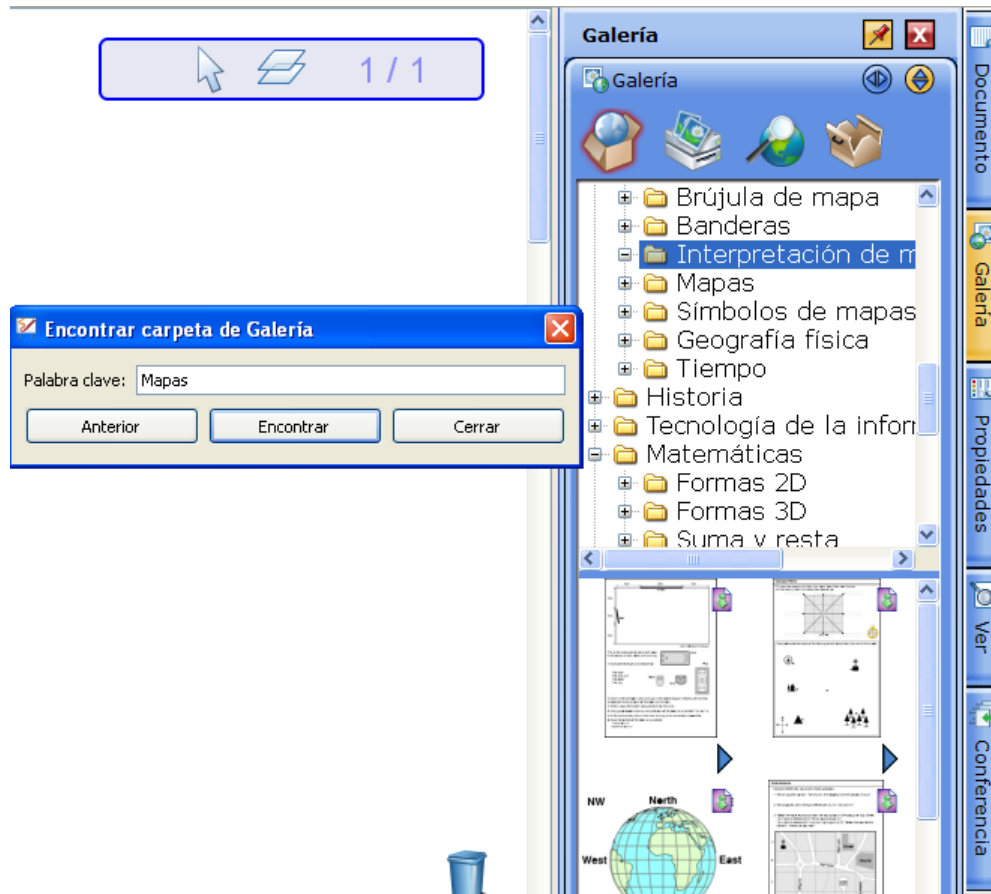 1 / 1
Galería
Galería
Brújula de mapa
Banderas
Interpretación de m
Mapas
Símbolos de mapas
Geografía física
Tiempo
Historia
Tecnología de la infor
Matemáticas
Formas 2D
Formas 3D
Suma y resta
Encontrar carpeta de Galería
Palabra clave: Mapas
Anterior Encontrar Cerrar
NW North
West East
Documento
Galería
Propiedades
Ver
Conferencia